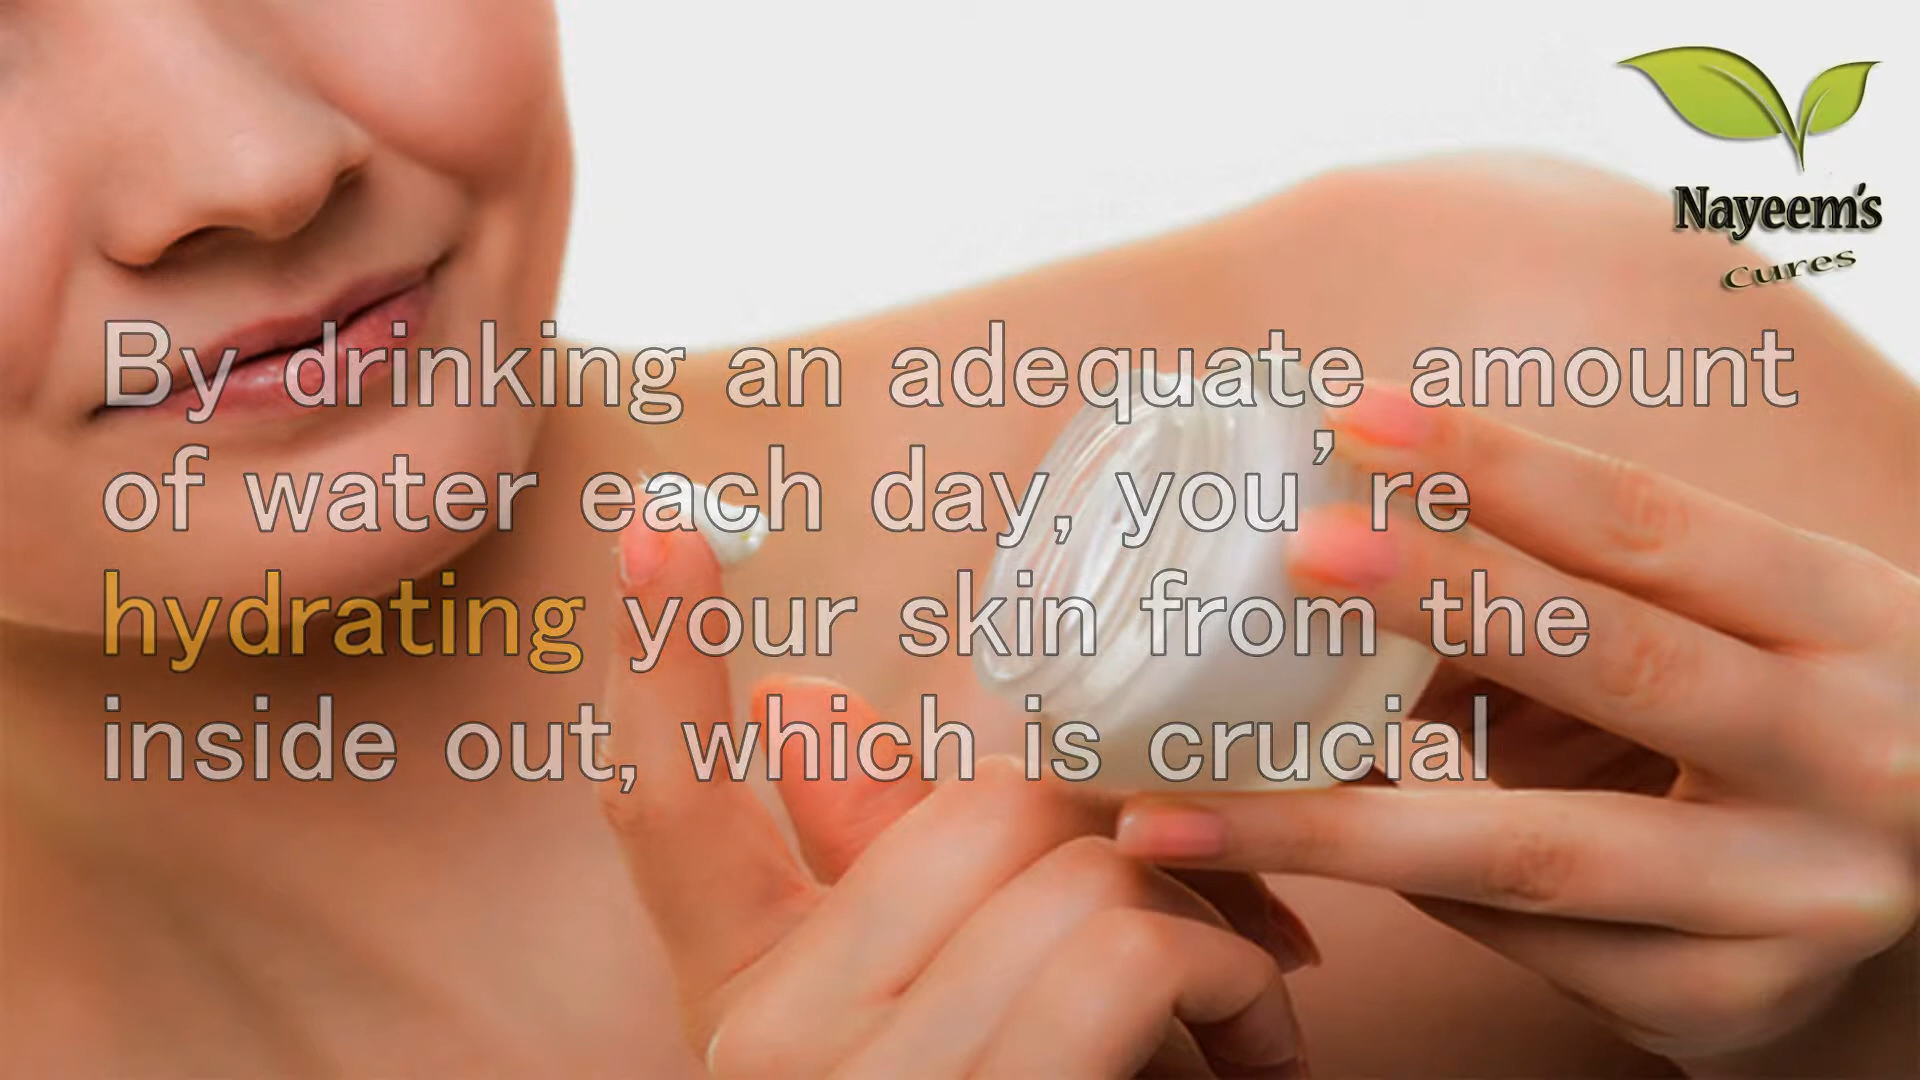 Nayeem's
Cures
By drinking an adequate amount
of water each day, you’re
hydrating your skin from the
inside out, which is crucial